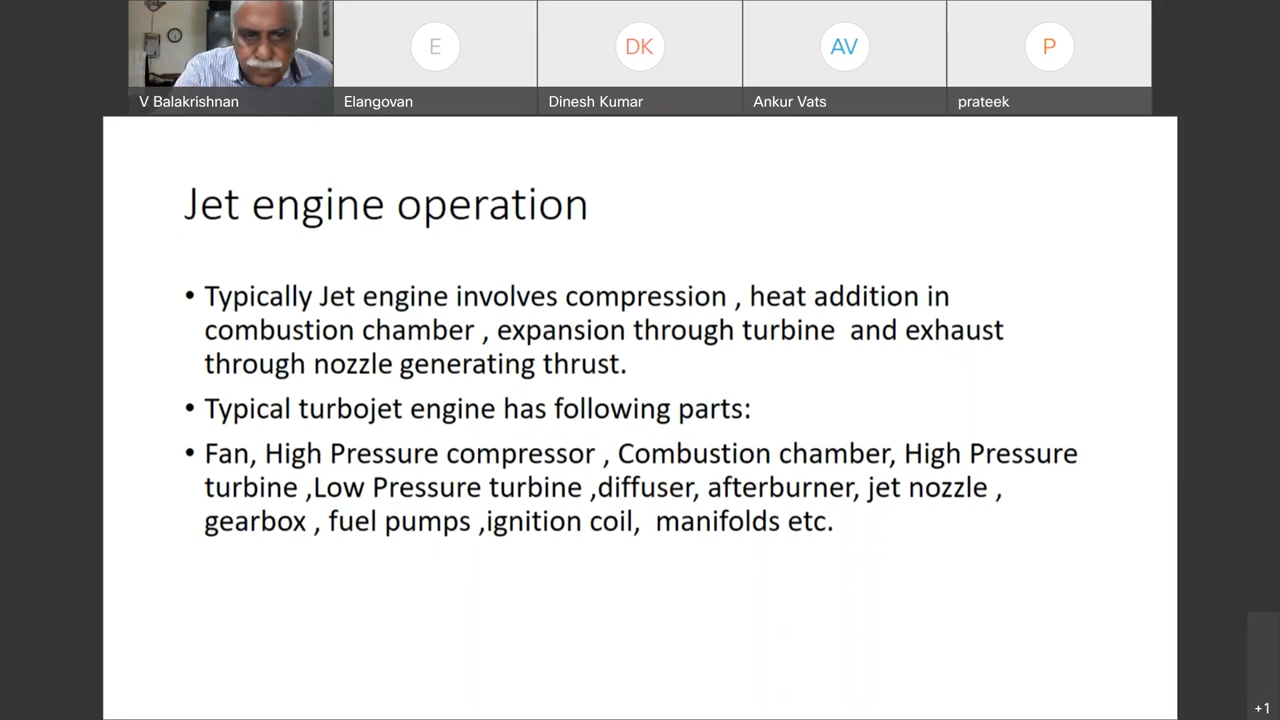 E
DK
AV
P
V Balakrishnan
Elangovan
Dinesh Kumar
Ankur Vats
prateek
Jet engine operation
• Typically Jet engine involves compression , heat addition in
combustion chamber , expansion through turbine and exhaust
through nozzle generating thrust.
• Typical turbojet engine has following parts:
• Fan, High Pressure compressor , Combustion chamber, High Pressure
turbine ,Low Pressure turbine ,diffuser, afterburner, jet nozzle ,
gearbox , fuel pumps ,ignition coil, manifolds etc.
+1